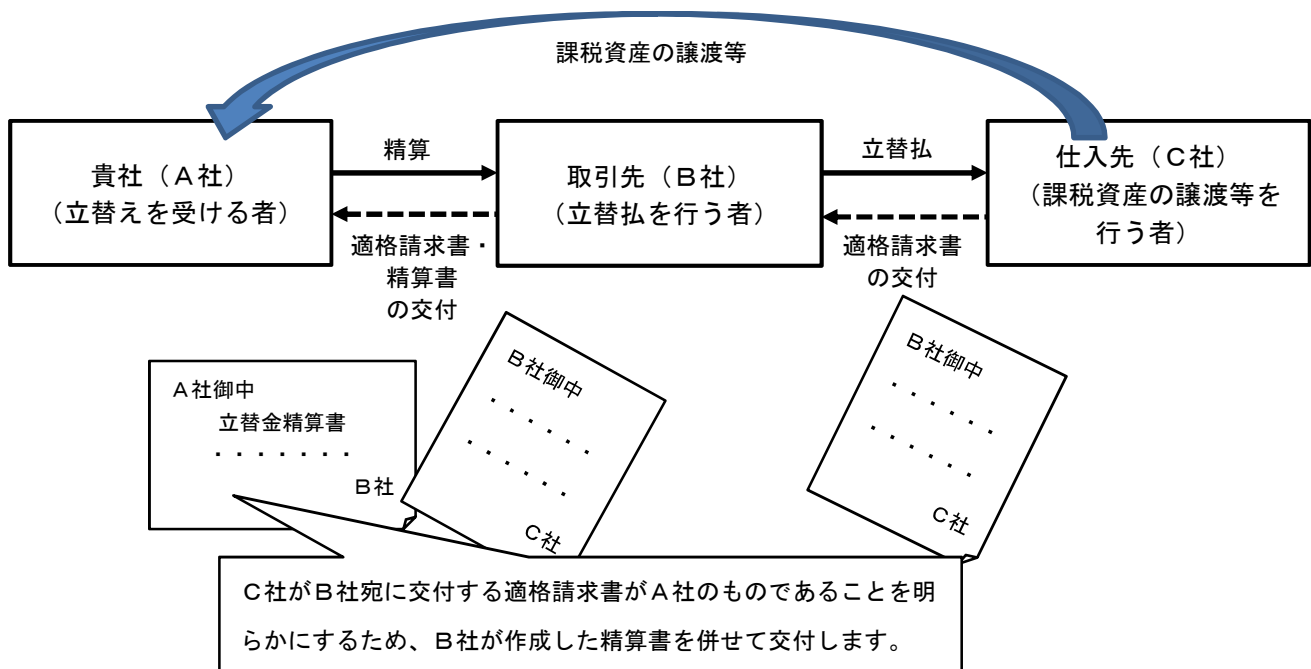 課税資産の譲渡等
貴社（Ａ社）
（立替えを受ける者）
精算
適格請求書・
精算書
の交付
取引先（Ｂ社）
（立替払を行う者）
立替払
適格請求書
の交付
仕入先（Ｃ社）
（課税資産の譲渡等を
行う者）
Ａ社御中
立替金精算書
・・・・・・・
Ｂ社
Ｂ社御中
・・・・・・
・・・・・・
Ｃ社
Ｂ社御中
・・・・・・
・・・・・・
Ｃ社
Ｃ社がＢ社宛に交付する適格請求書がＡ社のものであることを明
らかにするため、Ｂ社が作成した精算書を併せて交付します。